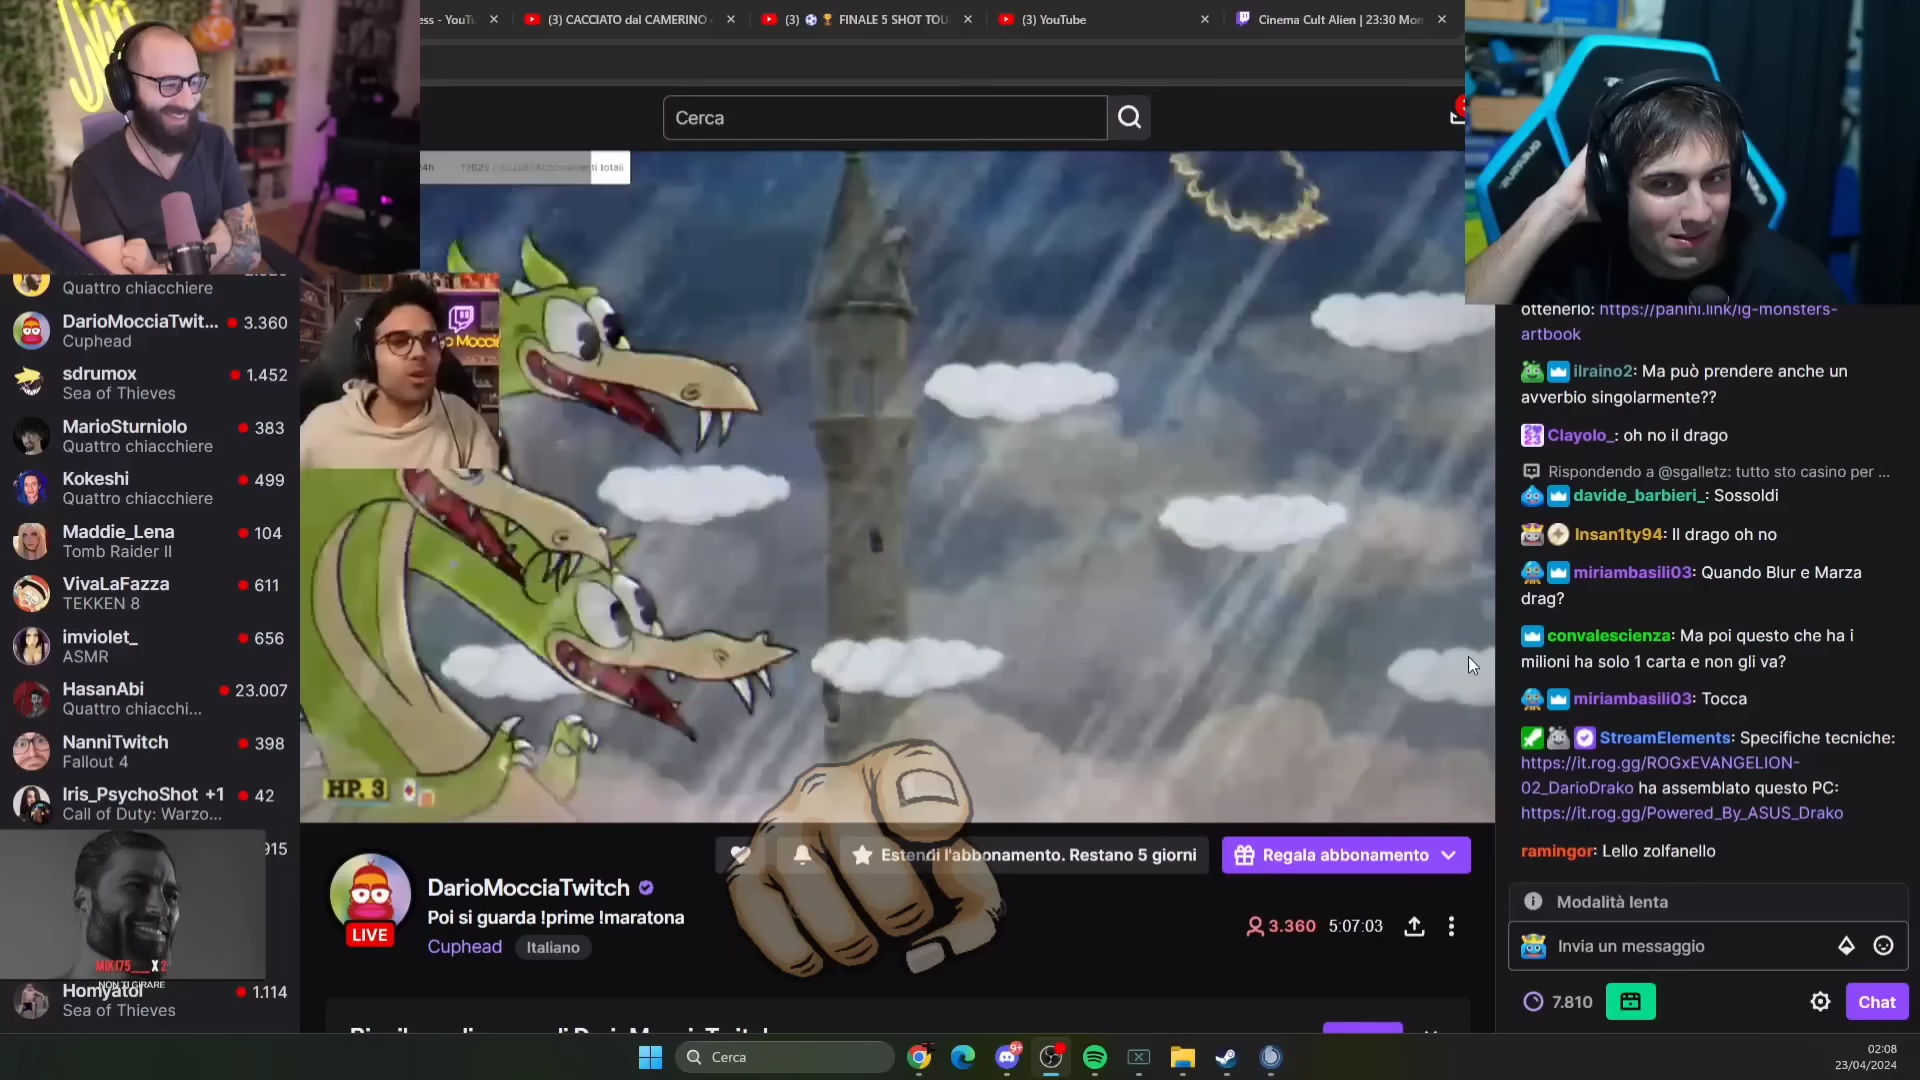 ess - YouTu
(3) CACCIATO dal CAMERINO
(3) ⚽ 🏆 FINALE 5 SHOT TOU
(3) YouTube
Cinema Cult Alien | 23:30 Mon
Cerca
Quattro chiacchiere
DarioMocciaTwit... 3.360
Cuphead
sdrumox 1.452
Sea of Thieves
MarioSturniolo 383
Quattro chiacchiere
Kokeshi 499
Quattro chiacchiere
Maddie_Lena 104
Tomb Raider II
VivaLaFazza 611
TEKKEN 8
imviolet_ 656
ASMR
HasanAbi 23.007
Quattro chiacchi...
NanniTwitch 398
Fallout 4
Iris_PsychoShot +1 42
Call of Duty: Warzo...
915
MIKI75___ X 2
NON TI GIRARE
Homyatol 1.114
Sea of Thieves
HP. 3
LIVE
DarioMocciaTwitch
Poi si guarda !prime !maratona
Cuphead Italiano
Estendi l'abbonamento. Restano 5 giorni
Regala abbonamento
3.360 5:07:03
ottenerlo: https://panini.link/ig-monsters-
artbook
ilraino2: Ma può prendere anche un
avverbio singolarmente??
Clayolo_: oh no il drago
Rispondendo a @sgalletz: tutto sto casino per ...
davide_barbieri_: Sossoldi
Insan1ty94: Il drago oh no
miriambasili03: Quando Blur e Marza
drag?
convalescienza: Ma poi questo che ha i
milioni ha solo 1 carta e non gli va?
miriambasili03: Tocca
StreamElements: Specifiche tecniche:
https://it.rog.gg/ROGxEVANGELION-
02_DarioDrako ha assemblato questo PC:
https://it.rog.gg/Powered_By_ASUS_Drako
ramingor: Lello zolfanello
Modalità lenta
Invia un messaggio
7.810
Chat
Cerca
9+
02:08
23/04/2024